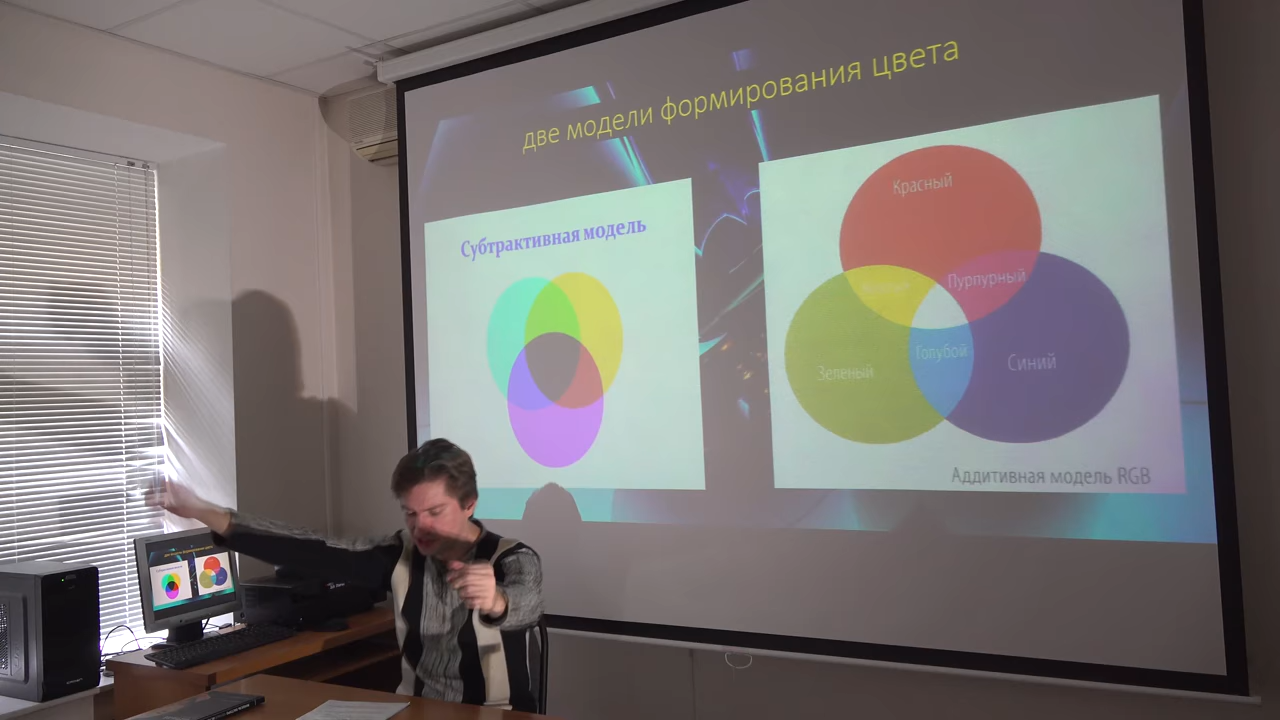 две модели формирования цвета
Субтрактивная модель
Красный
Пурпурный
Голубой
Зеленый
Синий
Аддитивная модель RGB